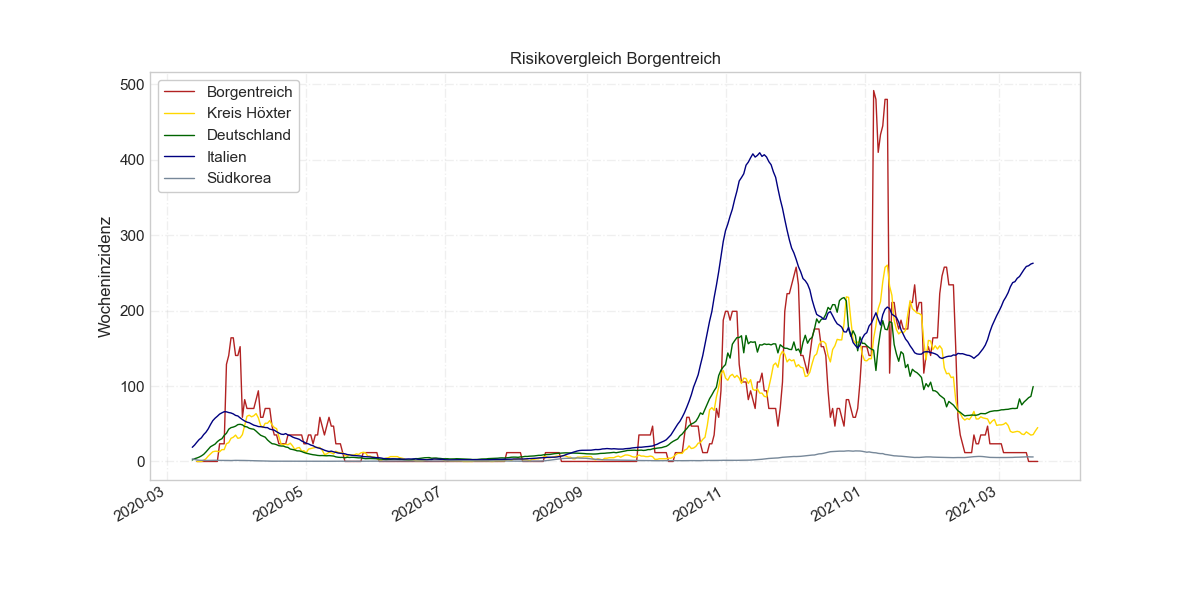 Risikovergleich Borgentreich
Wocheninzidenz
500
400
300
200
100
0
Borgentreich
Kreis Höxter
Deutschland
Italien
Südkorea
2020-03
2020-05
2020-07
2020-09
2020-11
2021-01
2021-03